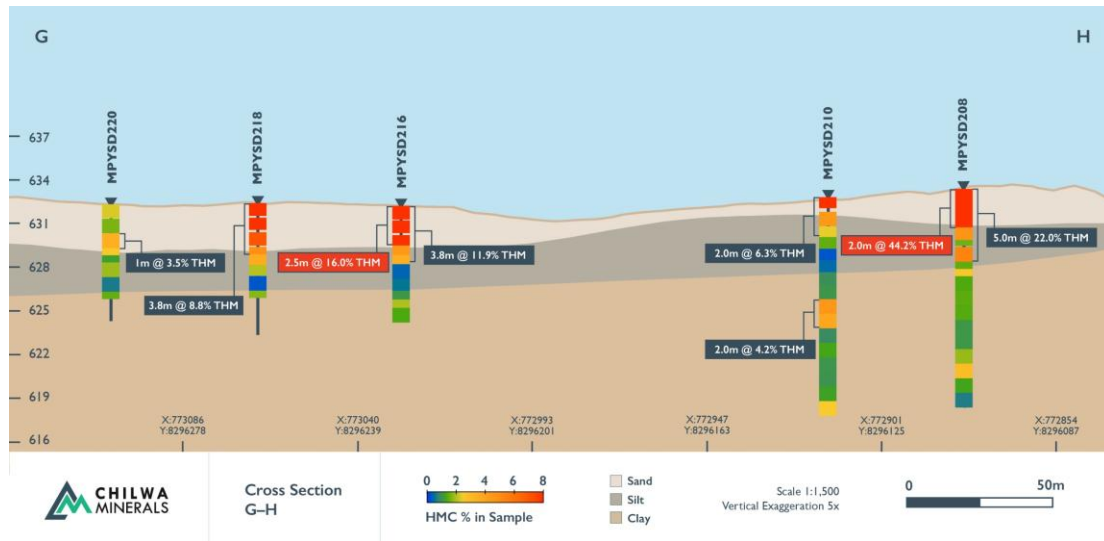 G
H
MPYSD220
MPYSD218
MPYSD216
MPYSD210
MPYSD208
637
634
631
628
625
622
619
616
1m @ 3.5% THM
3.8m @ 8.8% THM
2.5m @ 16.0% THM
3.8m @ 11.9% THM
2.0m @ 6.3% THM
2.0m @ 44.2% THM
5.0m @ 22.0% THM
2.0m @ 4.2% THM
X:773086
Y:8296278
X:773040
Y:8296239
X:772993
Y:8296201
X:772947
Y:8296163
X:772901
Y:8296125
X:772854
Y:8296087
CHILWA
MINERALS
Cross Section
G–H
0 2 4 6 8
HMC % in Sample
Sand
Silt
Clay
Scale 1:1,500
Vertical Exaggeration 5x
0 50m